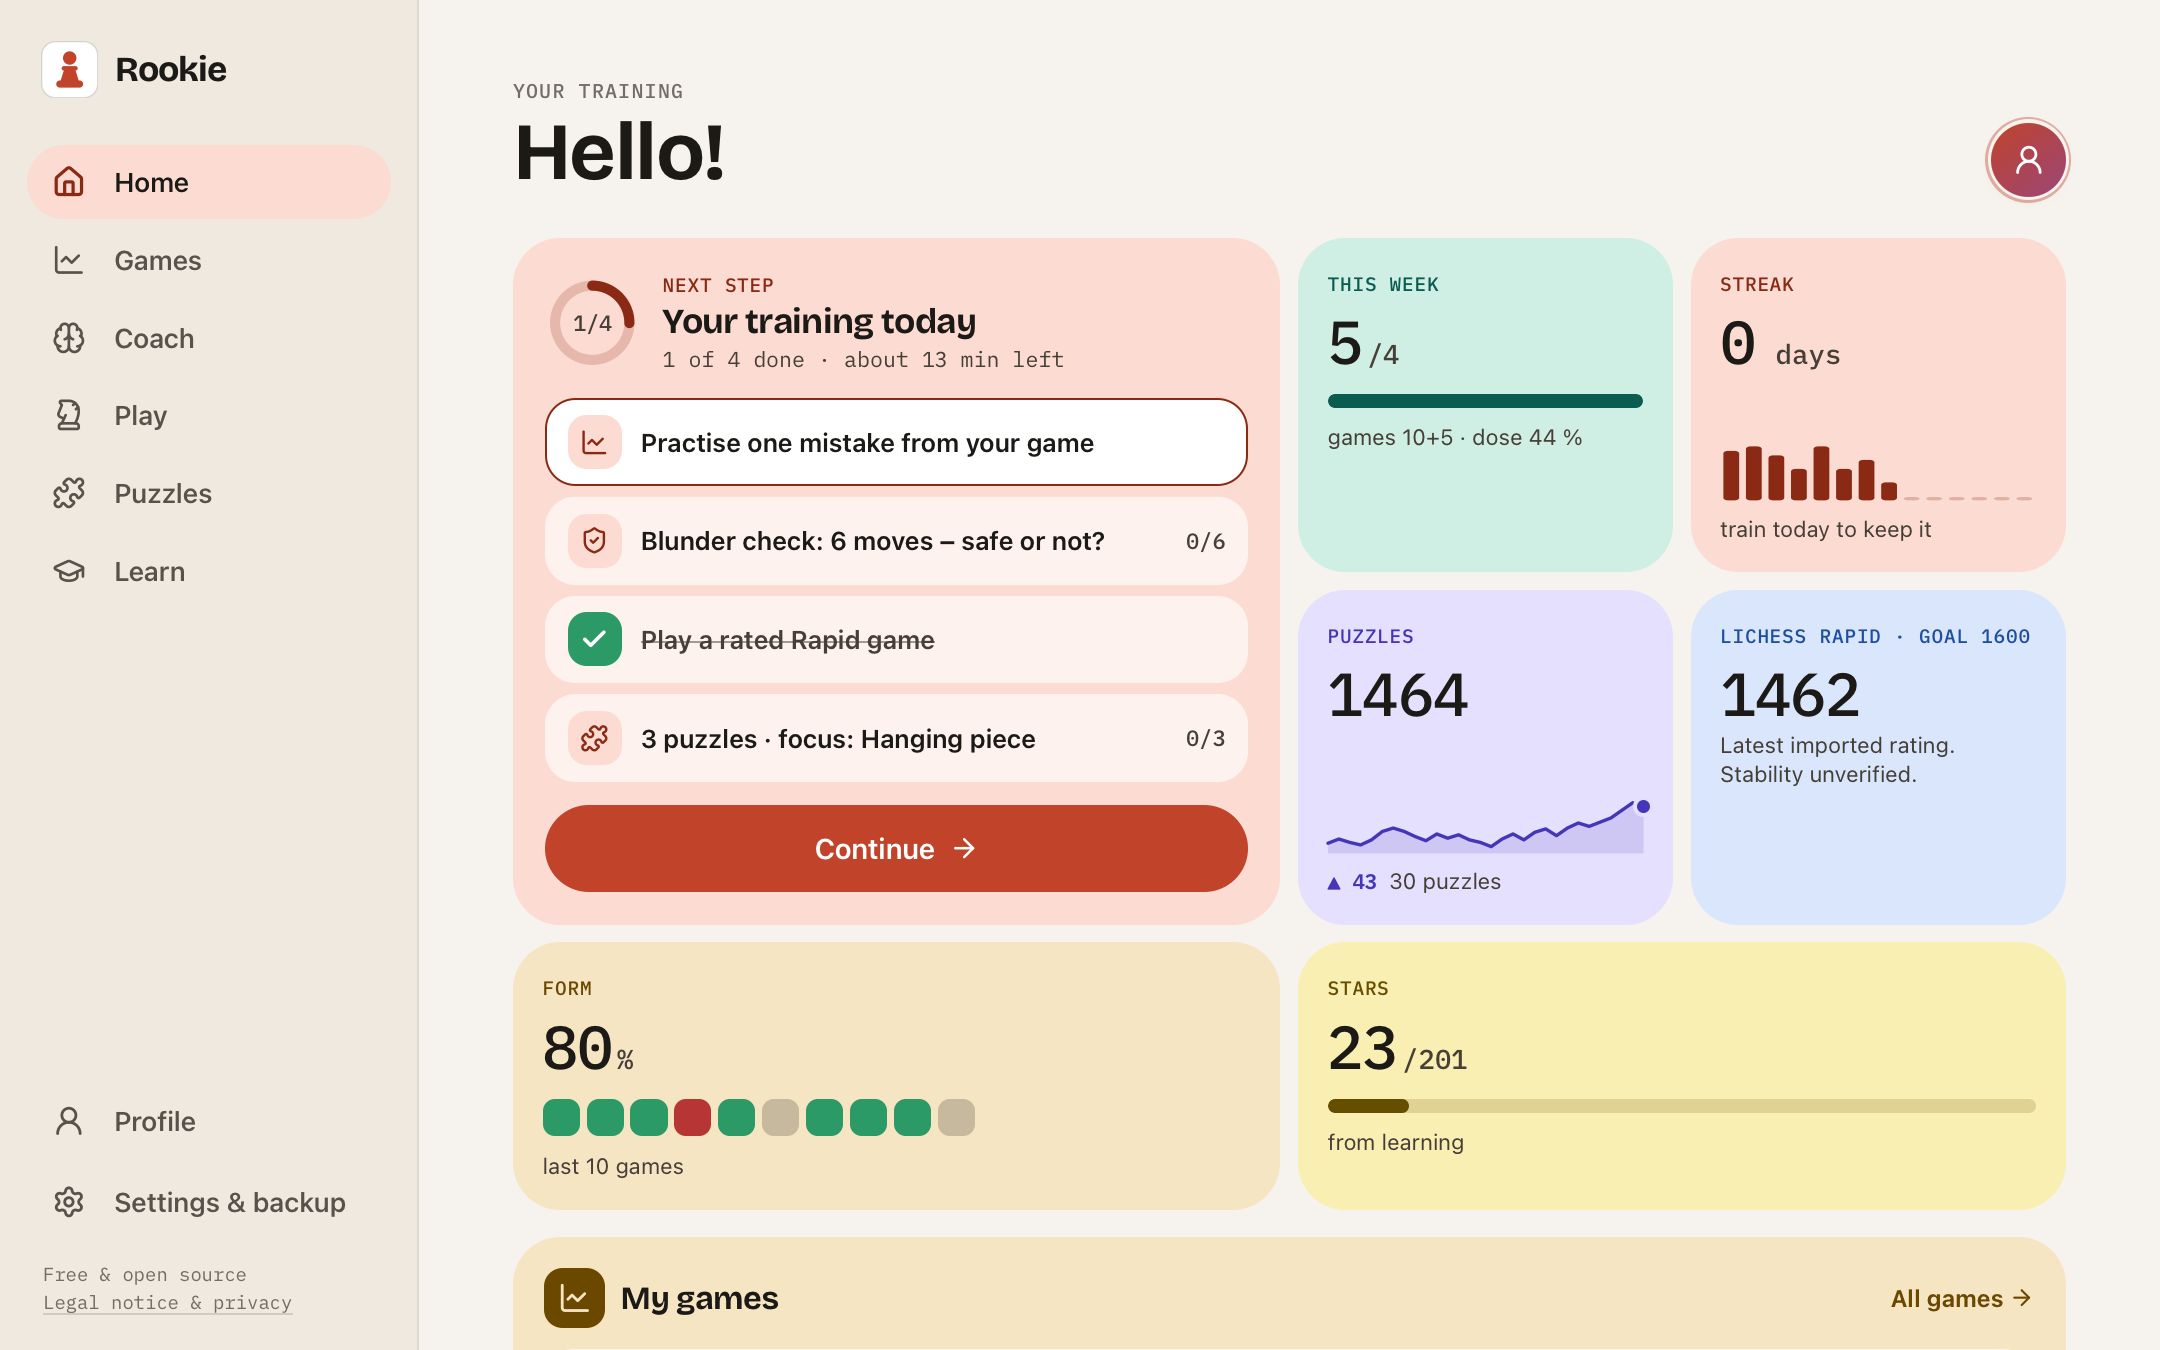 Rookie
Home
Games
Coach
Play
Puzzles
Learn
Profile
Settings & backup
Free & open source
Legal notice & privacy
YOUR TRAINING
Hello!
1/4
NEXT STEP
Your training today
1 of 4 done · about 13 min left
Practise one mistake from your game
Blunder check: 6 moves – safe or not?
0/6
Play a rated Rapid game
3 puzzles · focus: Hanging piece
0/3
Continue →
THIS WEEK
5/4
games 10+5 · dose 44 %
STREAK
0 days
train today to keep it
PUZZLES
1464
▲ 43 30 puzzles
LICHESS RAPID · GOAL 1600
1462
Latest imported rating.
Stability unverified.
FORM
80%
last 10 games
STARS
23/201
from learning
My games
All games →